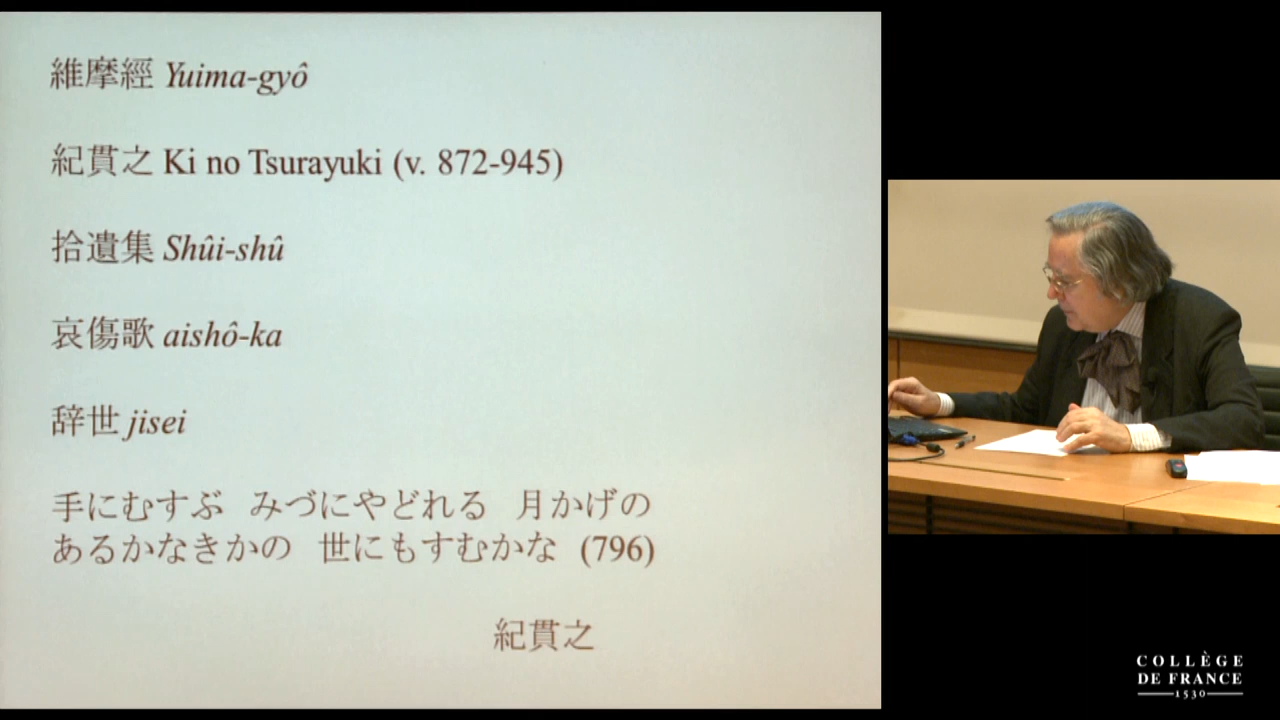 維摩經 Yuima-gyô
紀貫之 Ki no Tsurayuki (v. 872-945)
拾遺集 Shûi-shû
哀傷歌 aishô-ka
辞世 jisei
手にむすぶ みづにやどれる 月かげの
あるかなきかの 世にもすむかな (796)
紀貫之
COLLÈGE
DE FRANCE
1530